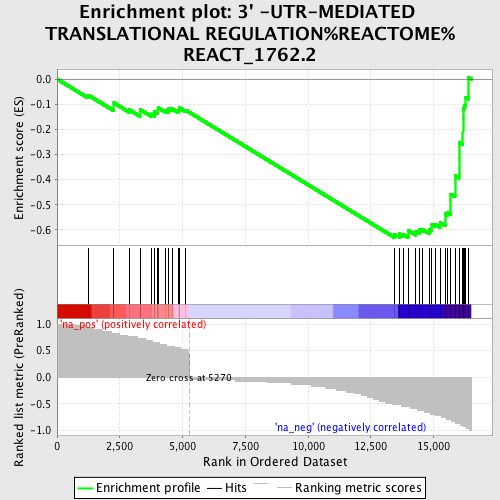 Enrichment plot: 3' -UTR-MEDIATED
TRANSLATIONAL REGULATION%REACTOME%
REACT_1762.2
Enrichment score (ES)
0.0
-0.1
-0.2
-0.3
-0.4
-0.5
-0.6
'na_pos' (positively correlated)
Ranked list metric (PreRanked)
1.0
0.5
0.0
-0.5
-1.0
Zero cross at 5270
'na_neg' (negatively correlated)
0 2,500 5,000 7,500 10,000 12,500 15,000
Rank in Ordered Dataset
Enrichment profile Hits Ranking metric scores